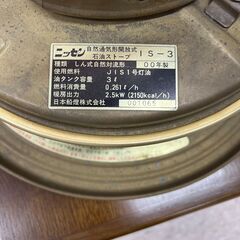 ニッセン 自然通気形開放式 石油ストーブ IS-3
種類 しん式自然対流形 00年製
使用燃料 JIS1号灯油
油タンク容量 3ℓ
燃料消費量 0.261ℓ/h
暖房出力 2.5kW (2150kcal/h)
日本船燈株式会社 001065